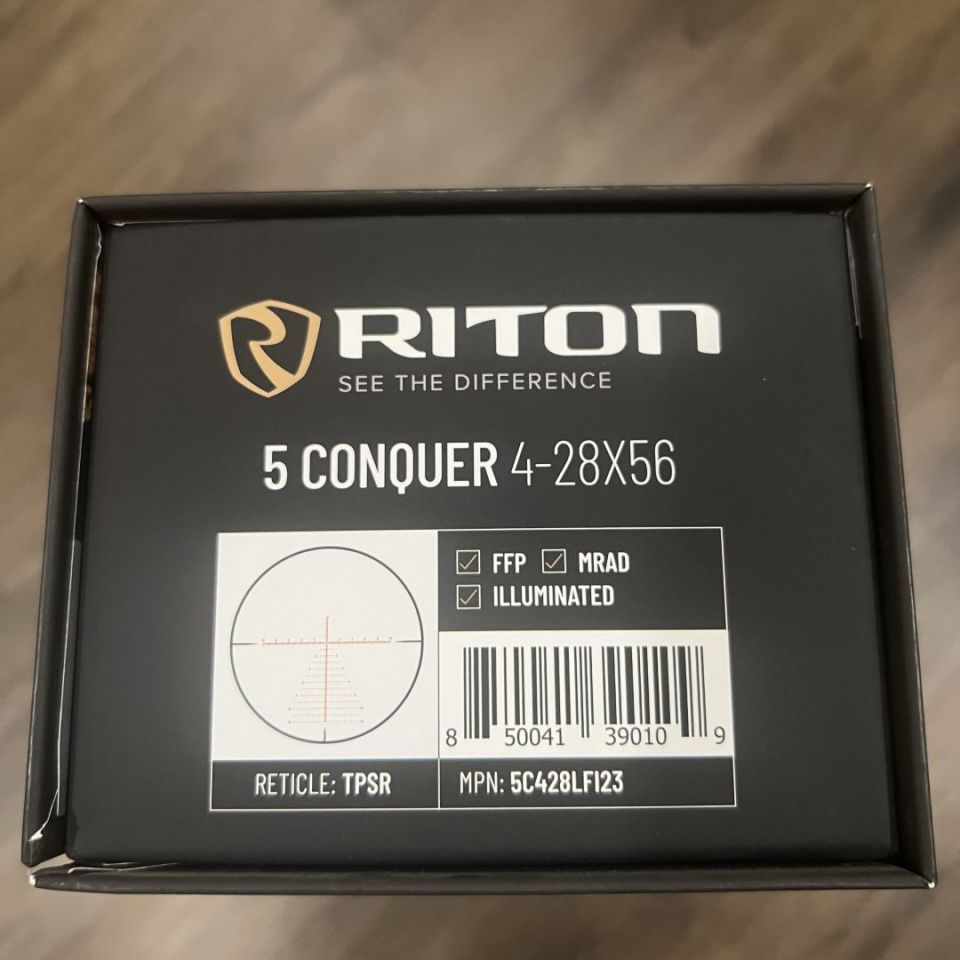 RITON
SEE THE DIFFERENCE
5 CONQUER 4-28X56
FFP MRAD
ILLUMINATED
8 50041 39010 9
RETICLE: TPSR
MPN: 5C428LFI23